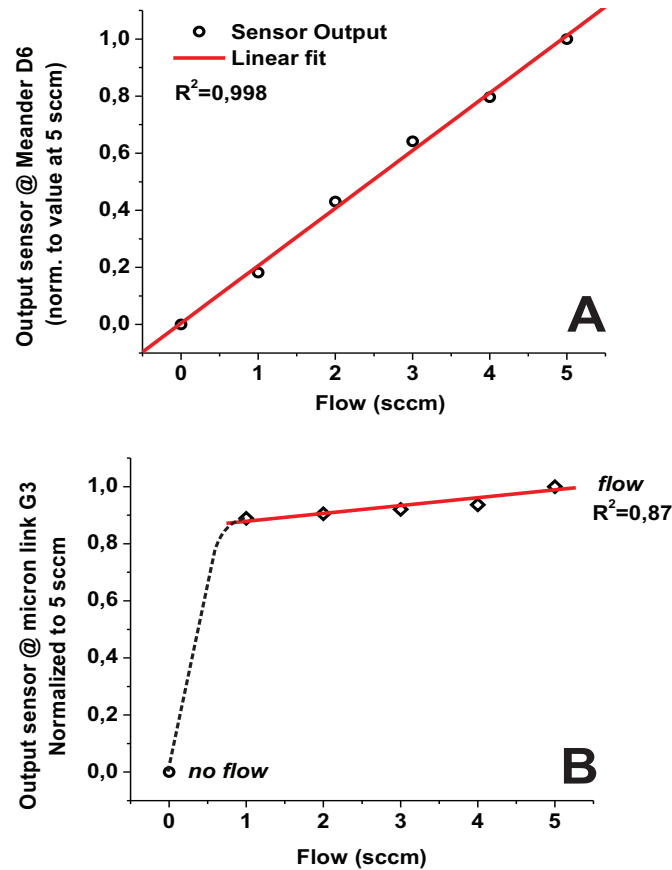 Sensor Output
Linear fit
R²=0,998
Output sensor @ Meander D6
(norm. to value at 5 sccm)
1,0
0,8
0,6
0,4
0,2
0,0
A
0 1 2 3 4 5
Flow (sccm)
Output sensor @ micron link G3
Normalized to 5 sccm
1,0
0,8
0,6
0,4
0,2
0,0
flow
R²=0,87
no flow
B
0 1 2 3 4 5
Flow (sccm)